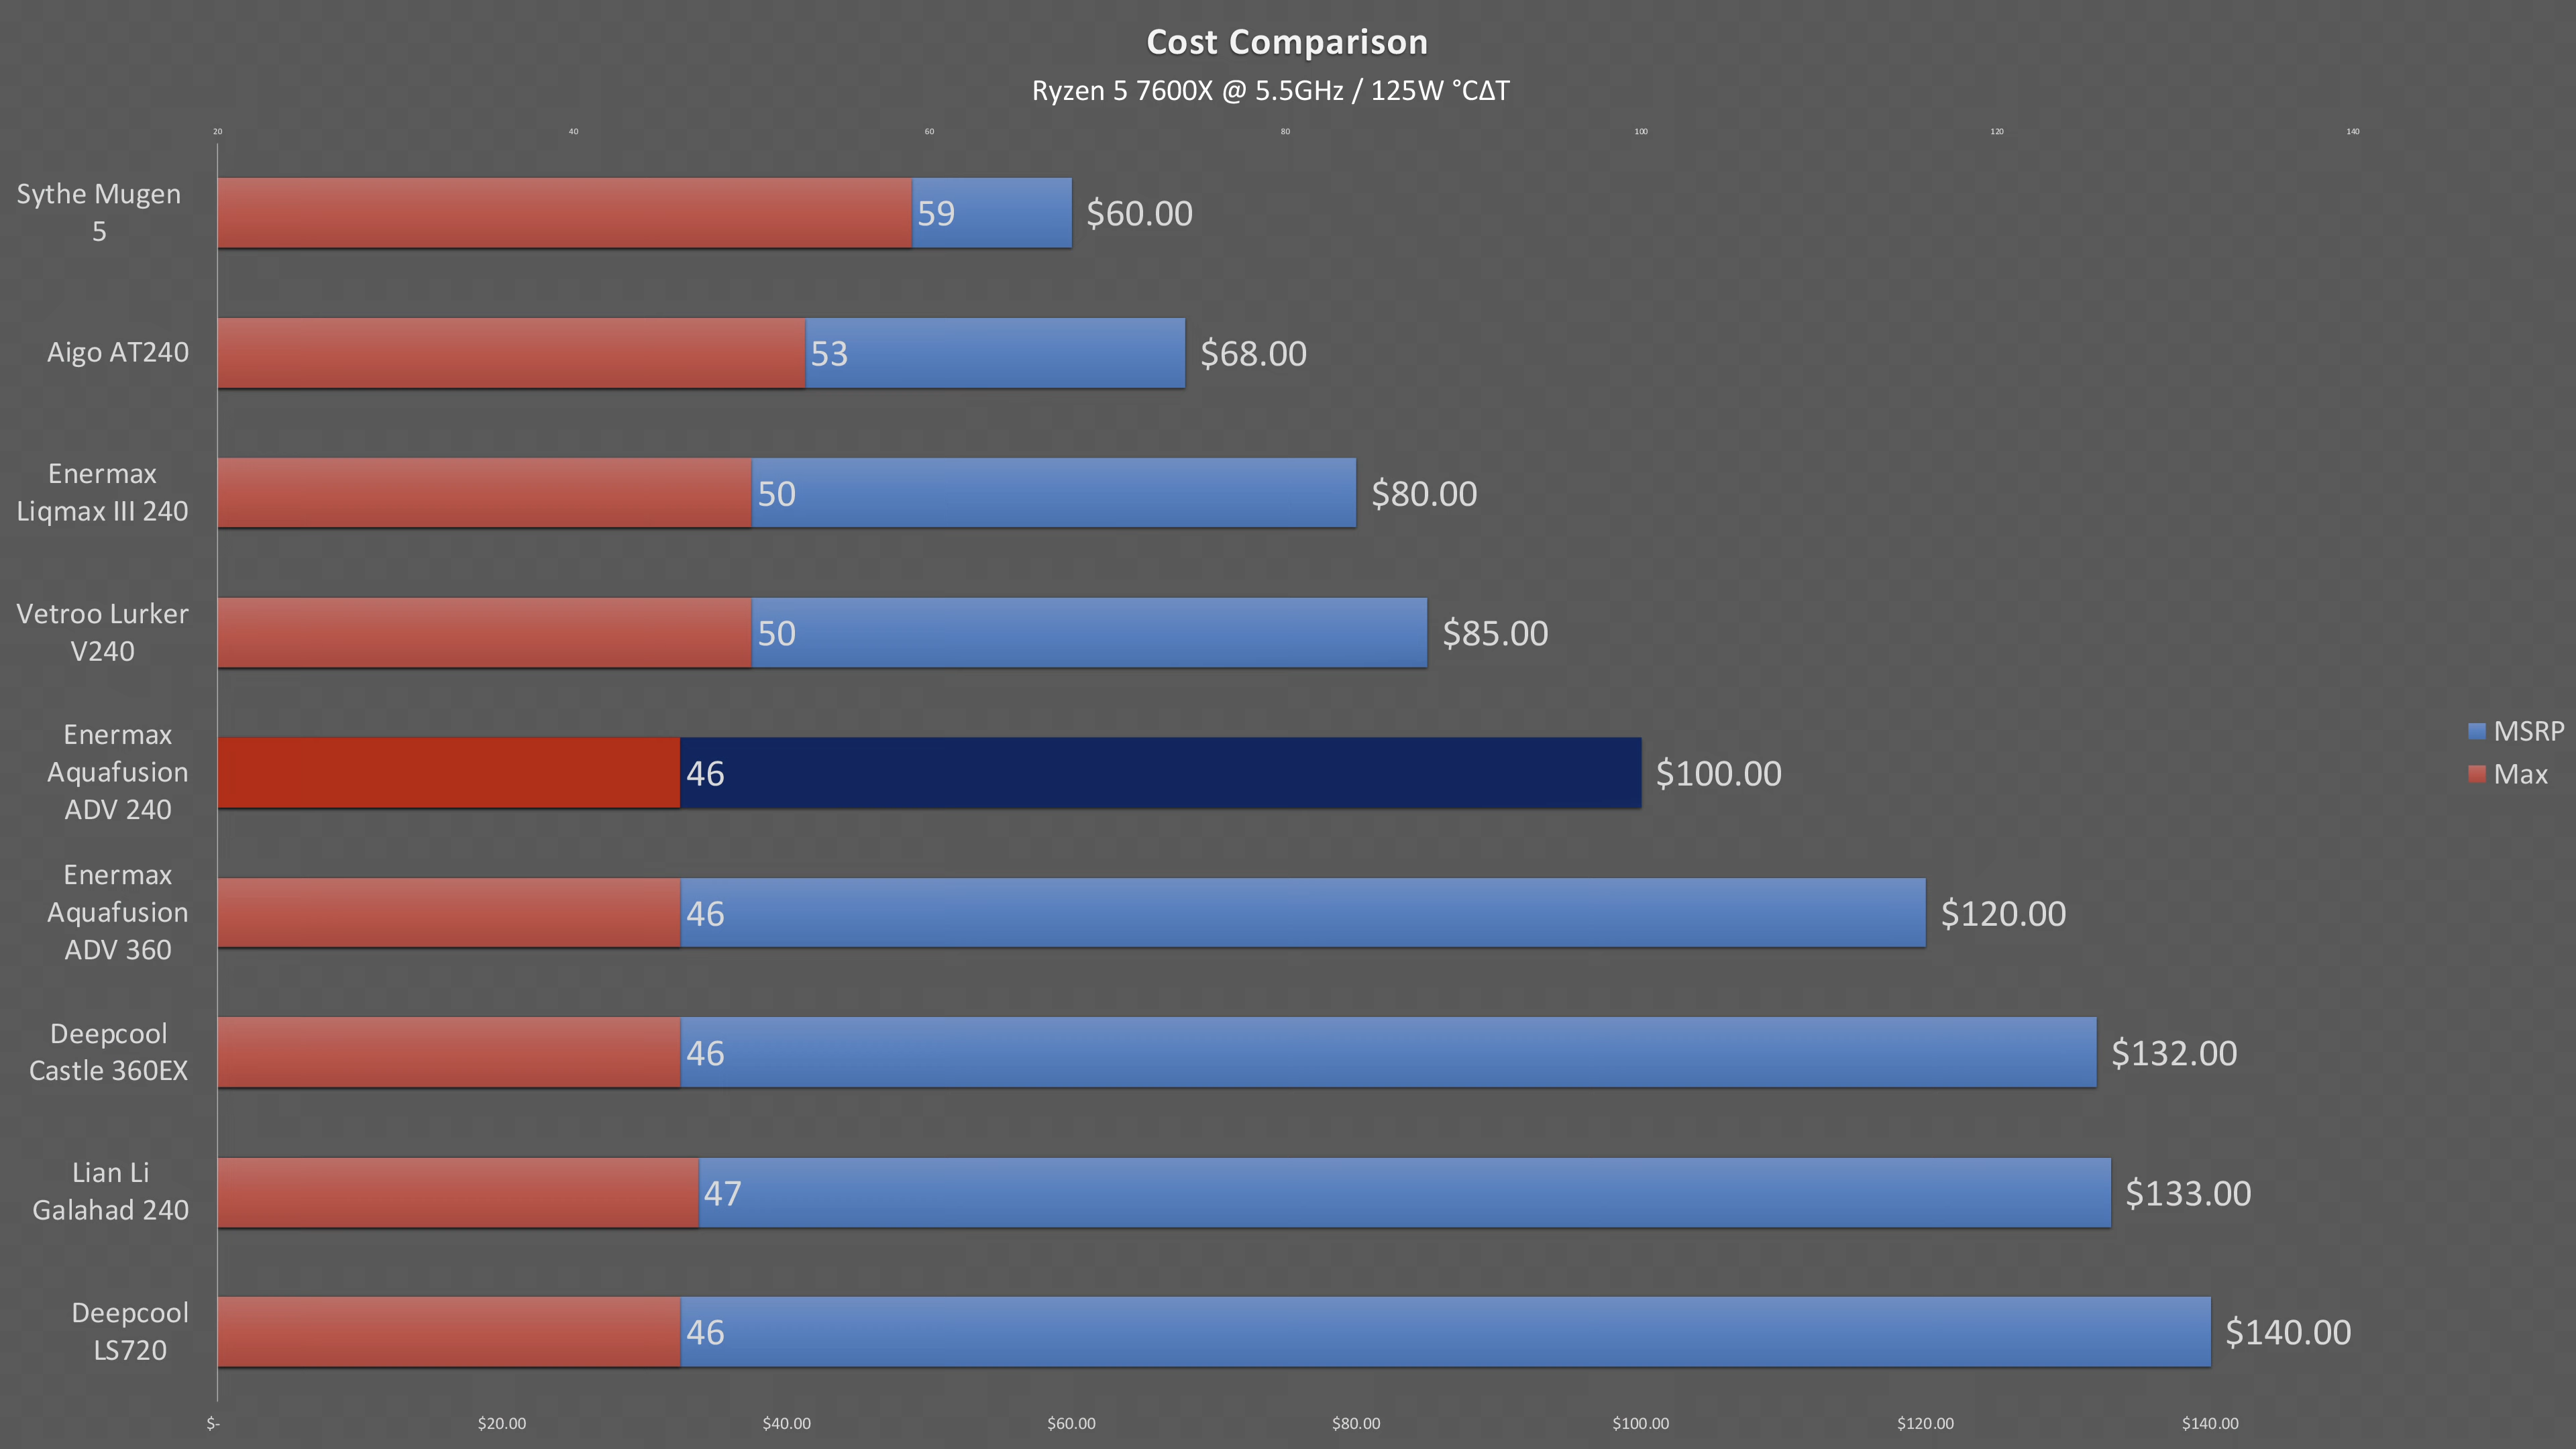 Cost Comparison
Ryzen 5 7600X @ 5.5GHz / 125W °CΔT
20 40 60 80 100 120 140
Sythe Mugen
5
59 $60.00
Aigo AT240
53 $68.00
Enermax
Liqmax III 240
50 $80.00
Vetroo Lurker
V240
50 $85.00
Enermax
Aquafusion
ADV 240
46 $100.00
Enermax
Aquafusion
ADV 360
46 $120.00
Deepcool
Castle 360EX
46 $132.00
Lian Li
Galahad 240
47 $133.00
Deepcool
LS720
46 $140.00
MSRP
Max
$- $20.00 $40.00 $60.00 $80.00 $100.00 $120.00 $140.00